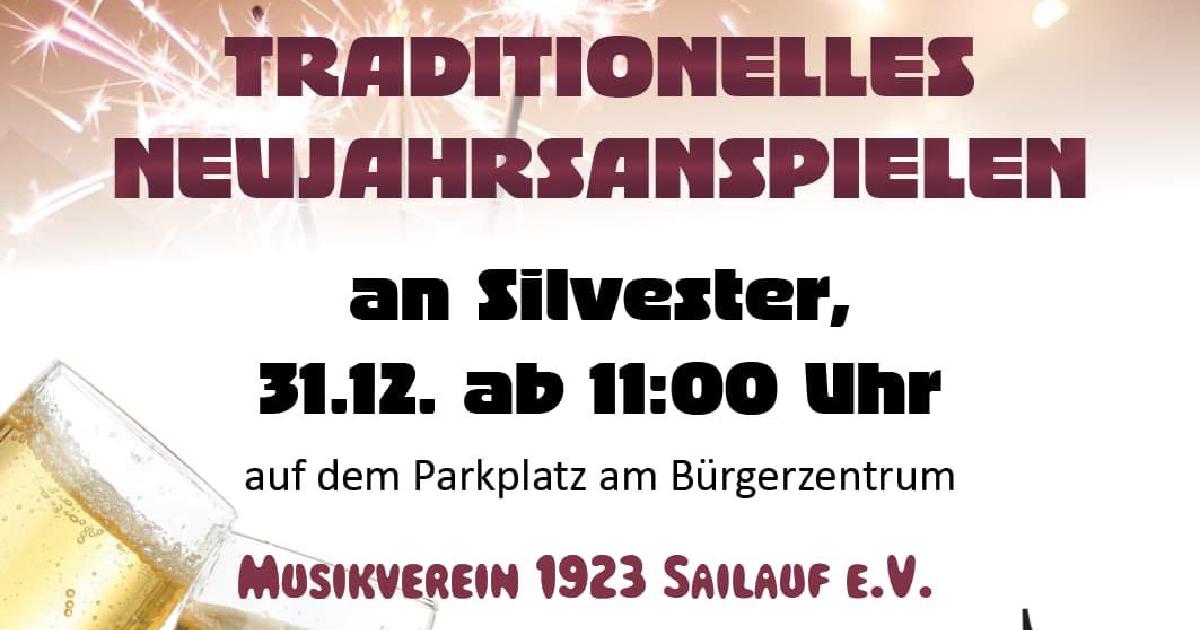 TRADITIONELLES
NEUJAHRSANSPIELEN
an Silvester,
31.12. ab 11:00 Uhr
auf dem Parkplatz am Bürgerzentrum
MUSIKVEREIN 1923 SAILAUF E.V.